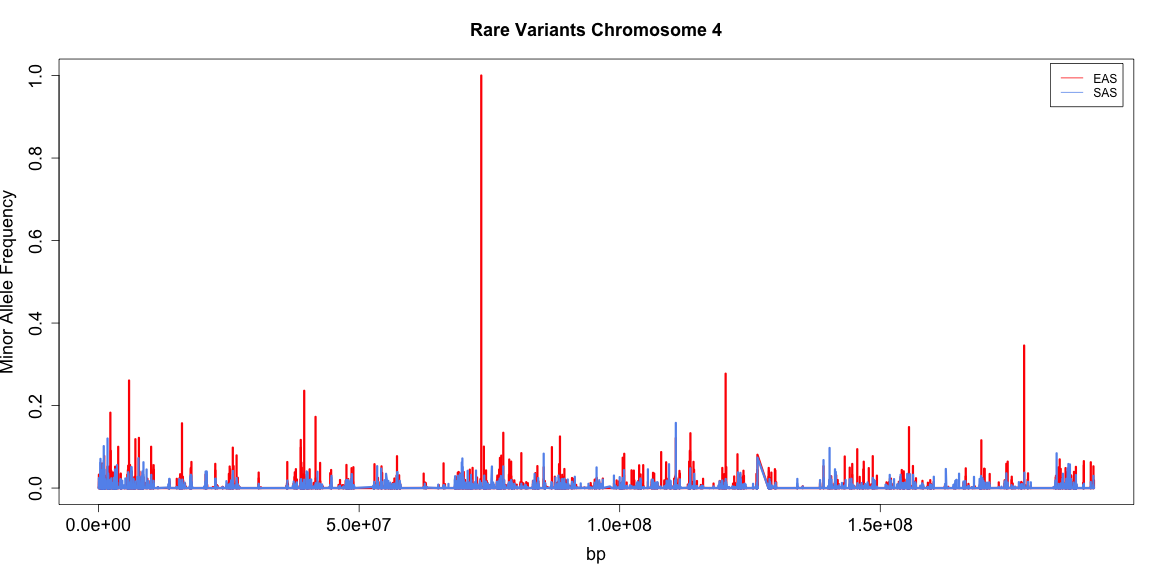 Rare Variants Chromosome 4
EAS
SAS
Minor Allele Frequency
1.0
0.8
0.6
0.4
0.2
0.0
0.0e+00
5.0e+07
1.0e+08
1.5e+08
bp